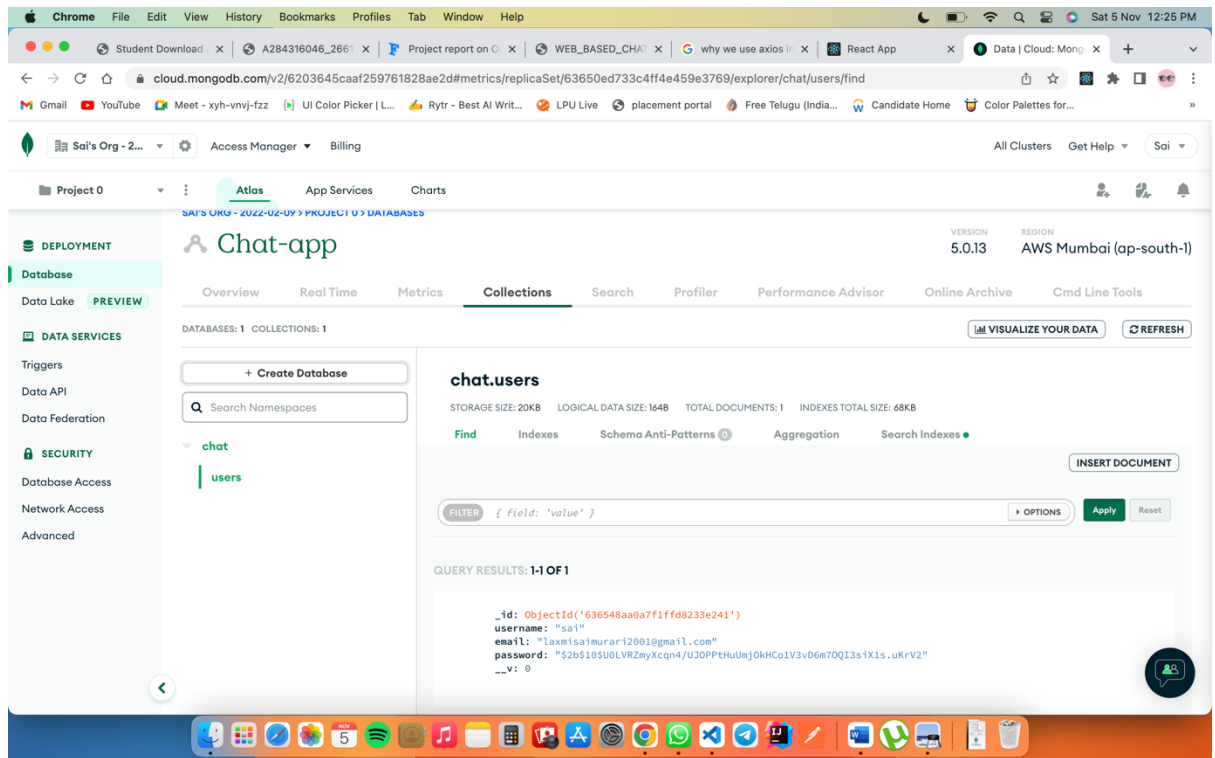 Chrome File Edit View History Bookmarks Profiles Tab Window Help Sat 5 Nov 12:25 PM
Student Download A284316046_2661 Project report on O WEB_BASED_CHA G why we use axios in React App Data | Cloud: Mong
cloud.mongodb.com/v2/6203645caaf259761828ae2d#metrics/replicaSet/63650ed733c4ff4e459e3769/explorer/chat/users/find
Gmail YouTube Meet - xyh-vnvj-fzz UI Color Picker | L... Rytr - Best AI Writ... LPU Live placement portal Free Telugu (India... Candidate Home Color Palettes for... »
Sai's Org - 2... Access Manager Billing All Clusters Get Help Sai
Project 0 Atlas App Services Charts
SAI'S ORG - 2022-02-09 > PROJECT 0 > DATABASES
DEPLOYMENT
Database
Data Lake PREVIEW
DATA SERVICES
Triggers
Data API
Data Federation
SECURITY
Database Access
Network Access
Advanced
Chat-app
VERSION REGION
5.0.13 AWS Mumbai (ap-south-1)
Overview Real Time Metrics Collections Search Profiler Performance Advisor Online Archive Cmd Line Tools
DATABASES: 1 COLLECTIONS: 1 VISUALIZE YOUR DATA REFRESH
+ Create Database
Search Namespaces
chat
users
chat.users
STORAGE SIZE: 20KB LOGICAL DATA SIZE: 164B TOTAL DOCUMENTS: 1 INDEXES TOTAL SIZE: 68KB
Find Indexes Schema Anti-Patterns 0 Aggregation Search Indexes
INSERT DOCUMENT
FILTER { field: 'value' } OPTIONS Apply Reset
QUERY RESULTS: 1-1 OF 1
_id: ObjectId('636548aa0a7f1ffd8233e241')
username: "sai"
email: "laxmisaimurari2001@gmail.com"
password: "$2b$10$U0LVRZmyXcqn4/UJOPPtHuUmjOkHCo1V3vD6m7OQI3siX1s.uKrV2"
__v: 0
NOV
5